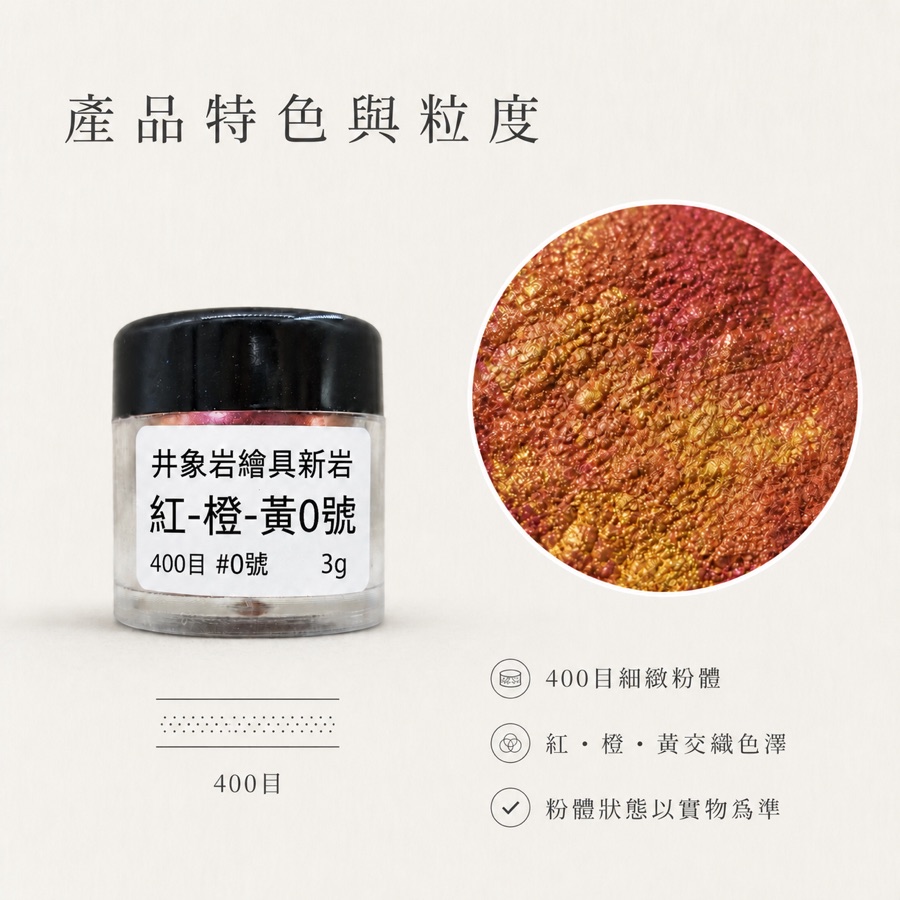 產品特色與粒度
井象岩繪具新岩
紅-橙-黃0號
400目 #0號 3g
400目
400目細緻粉體
紅・橙・黃交織色澤
粉體狀態以實物為準